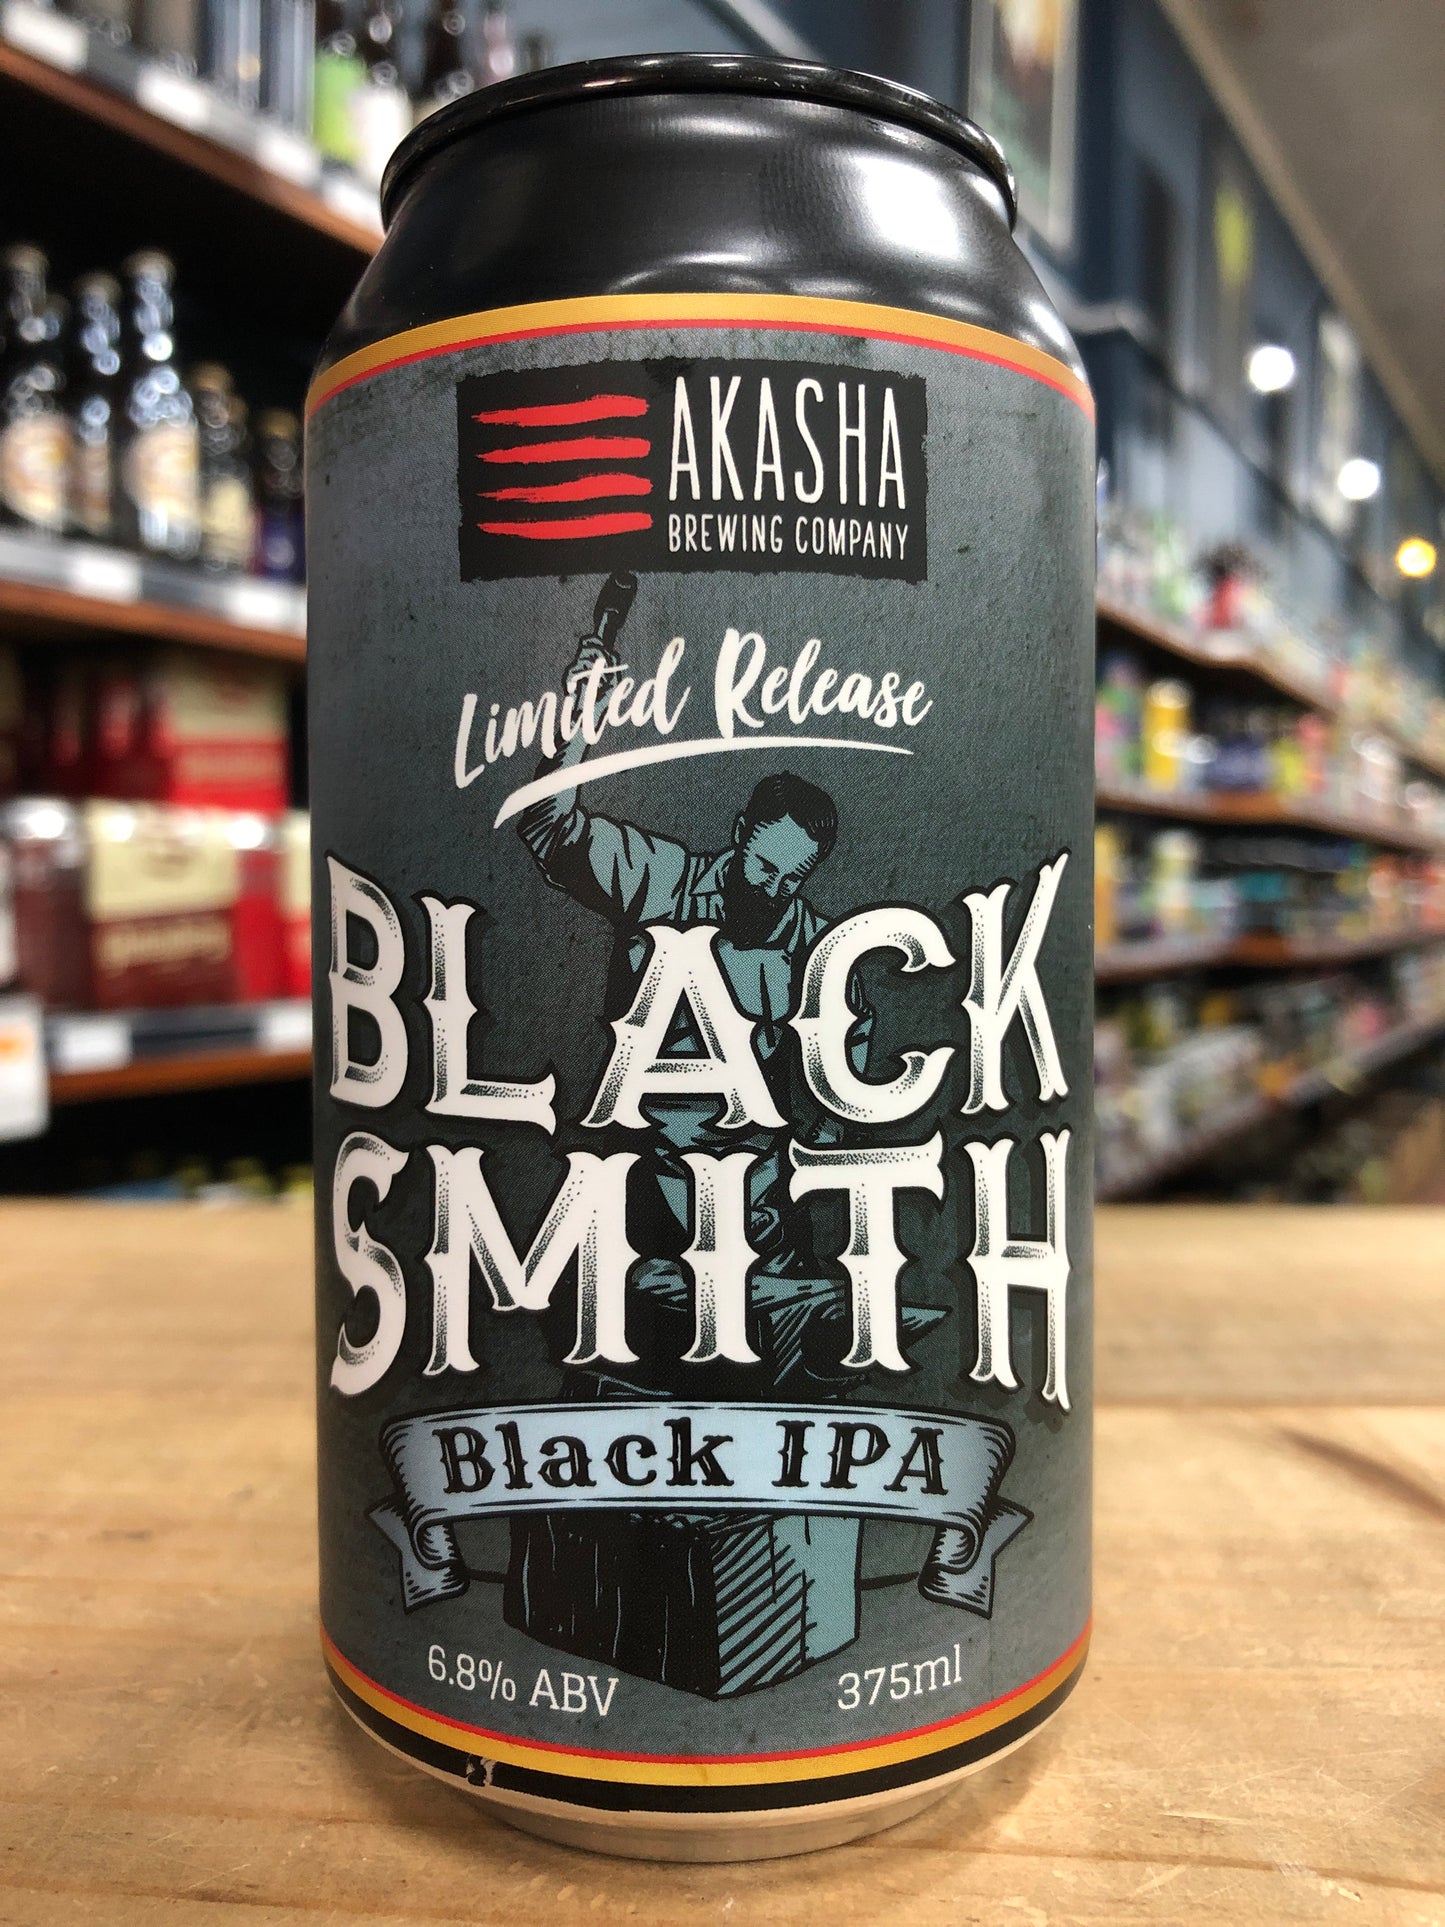 AKASHA
BREWING COMPANY
Limited Release
BLACK
SMITH
Black IPA
6.8% ABV
375ml